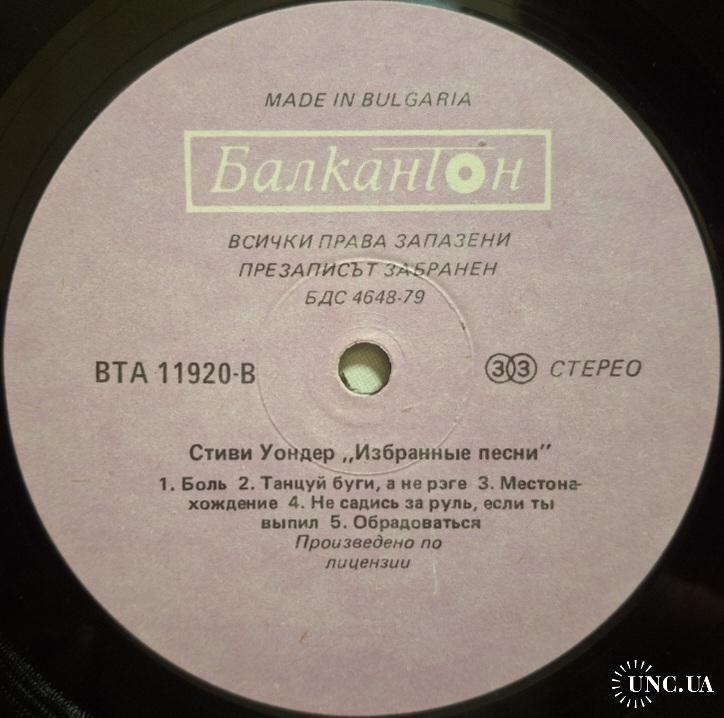 MADE IN BULGARIA
Балкантон
ВСИЧКИ ПРАВА ЗАПАЗЕНИ
ПРЕЗАПИСЪТ ЗАБРАНЕН
БДС 4648-79
ВТА 11920-В
33 СТЕРЕО
Стиви Уондер „Избранные песни"
1. Боль 2. Танцуй буги, а не рэге 3. Местона-
хождение 4. Не садись за руль, если ты
выпил 5. Обрадоваться
Произведено по
лицензии
UNC.UA